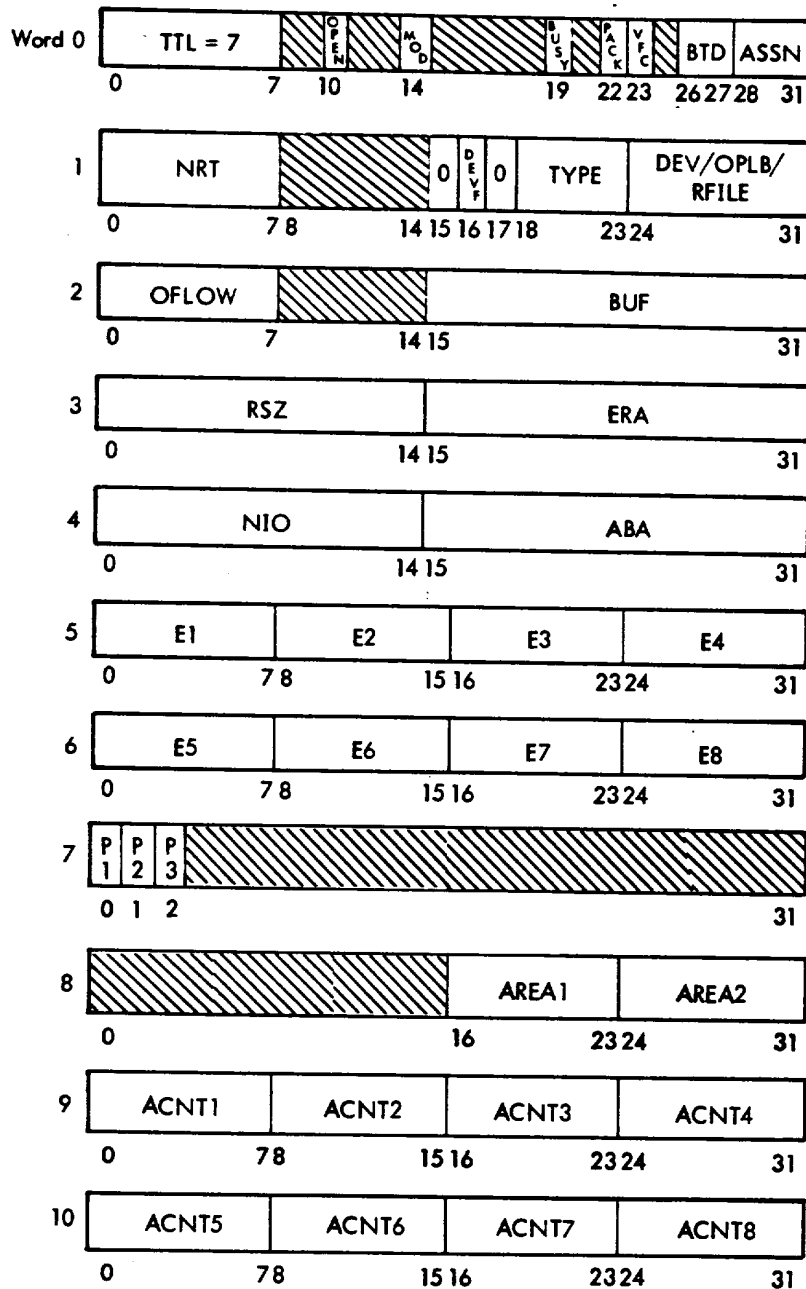 Word 0 TTL = 7 OPEN MOD BUSY PACK VFC BTD ASSN
0 7 10 14 19 22 23 26 27 28 31
1 NRT 0 DEVF 0 TYPE DEV/OPLB/
RFILE
0 7 8 14 15 16 17 18 23 24 31
2 OFLOW BUF
0 7 14 15 31
3 RSZ ERA
0 14 15 31
4 NIO ABA
0 14 15 31
5 E1 E2 E3 E4
0 7 8 15 16 23 24 31
6 E5 E6 E7 E8
0 7 8 15 16 23 24 31
7 P1 P2 P3
0 1 2 31
8 AREA1 AREA2
0 16 23 24 31
9 ACNT1 ACNT2 ACNT3 ACNT4
0 7 8 15 16 23 24 31
10 ACNT5 ACNT6 ACNT7 ACNT8
0 7 8 15 16 23 24 31